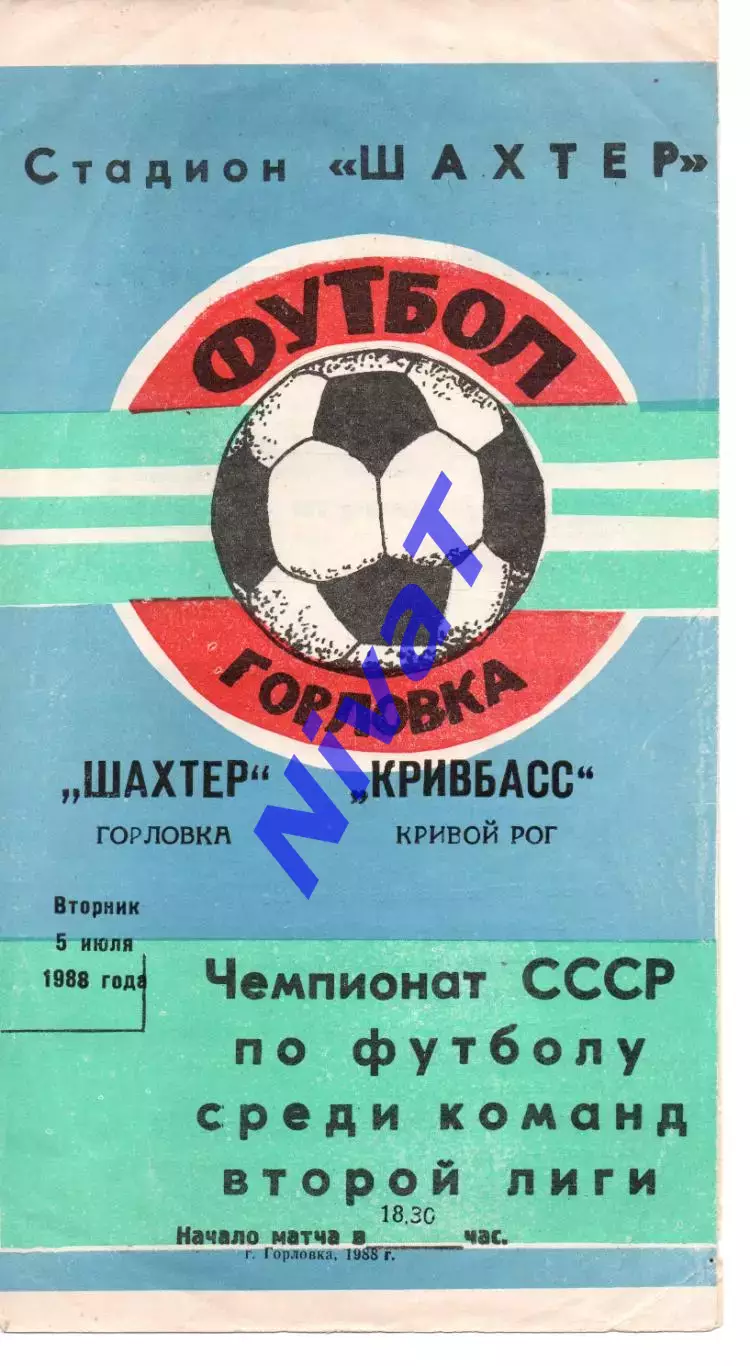 Стадион «ШАХТЕР»
ФУТБОЛ
ГОРЛОВКА
„ШАХТЕР“ „КРИВБАСС“
ГОРЛОВКА КРИВОЙ РОГ
Вторник
5 июля
1988 года
Чемпионат СССР
по футболу
среди команд
второй лиги
18.30
Начало матча в час.
г. Горловка, 1988 г.
NivaT